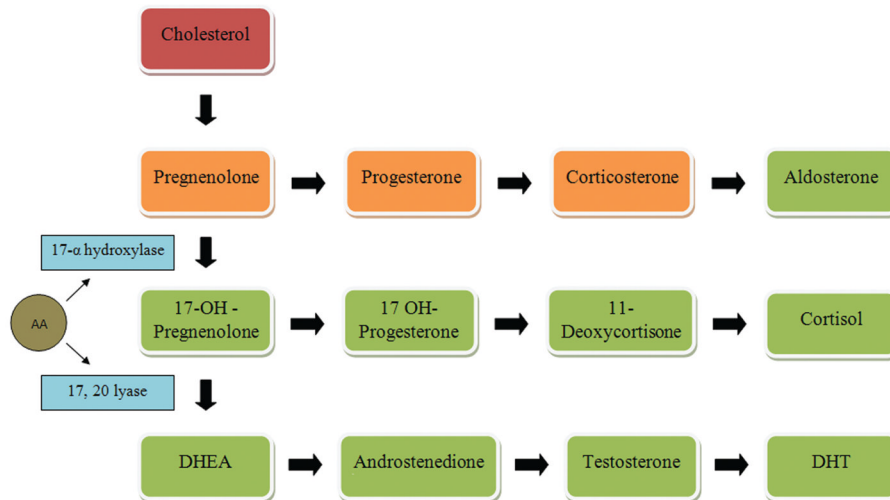 Cholesterol
Pregnenolone
Progesterone
Corticosterone
Aldosterone
17-α hydroxylase
AA
17-OH -
Pregnenolone
17 OH-
Progesterone
11-
Deoxycortisone
Cortisol
17, 20 lyase
DHEA
Androstenedione
Testosterone
DHT